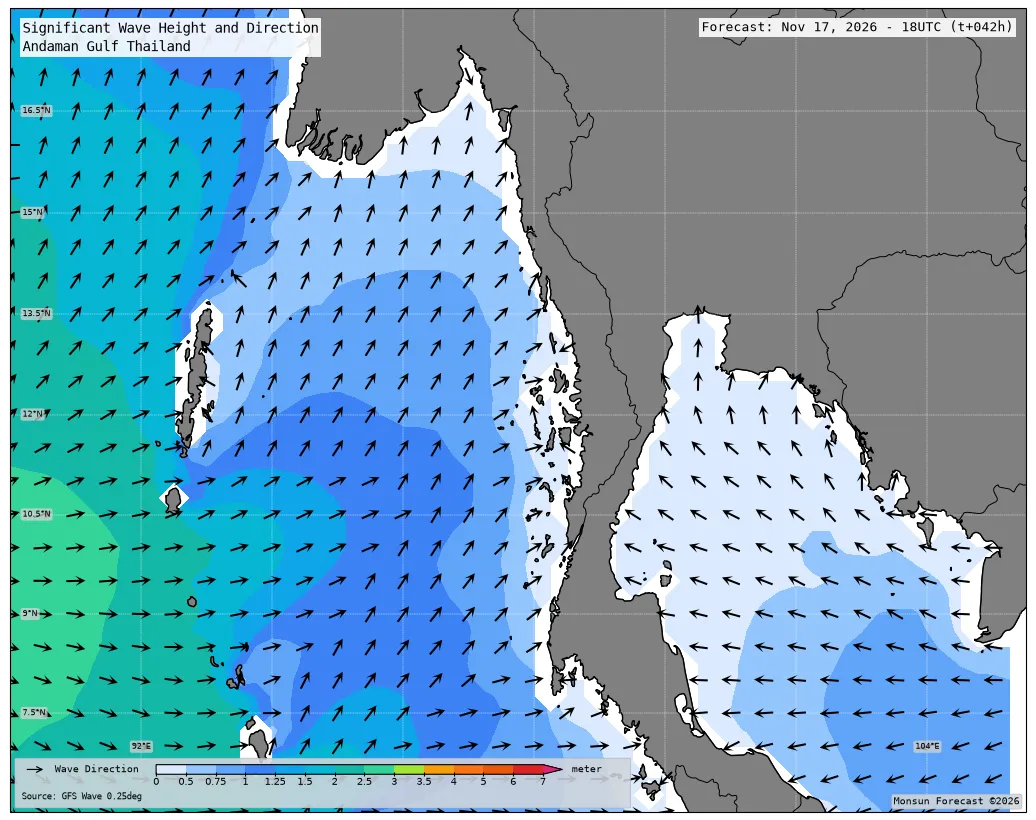 Significant Wave Height and Direction
Andaman Gulf Thailand
Forecast: Nov 17, 2026 - 18UTC (t+042h)
16.5°N
15°N
13.5°N
12°N
10.5°N
9°N
7.5°N
92°E
104°E
Wave Direction
meter
0 0.5 0.75 1 1.25 1.5 2 2.5 3 3.5 4 5 6 7
Source: GFS Wave 0.25deg
Monsun Forecast ©2026